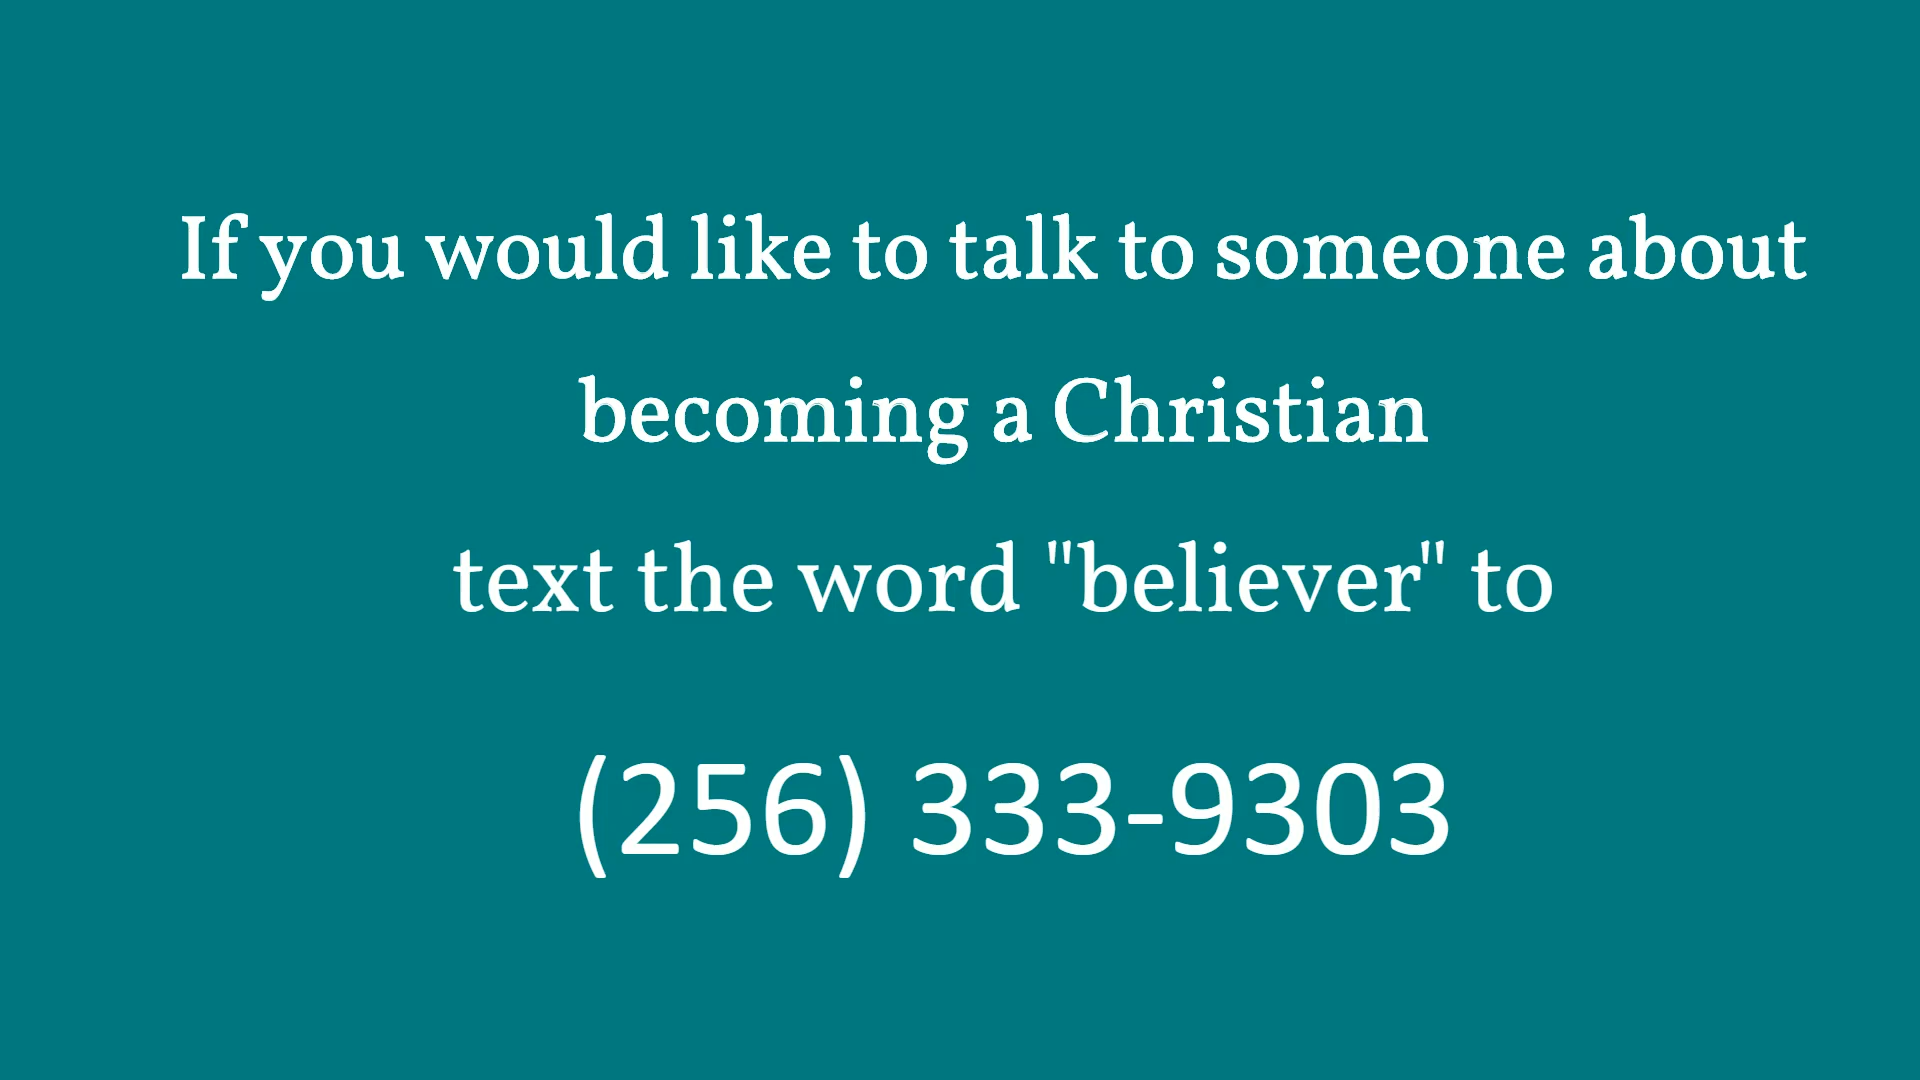 If you would like to talk to someone about
becoming a Christian
text the word "believer" to
(256) 333-9303